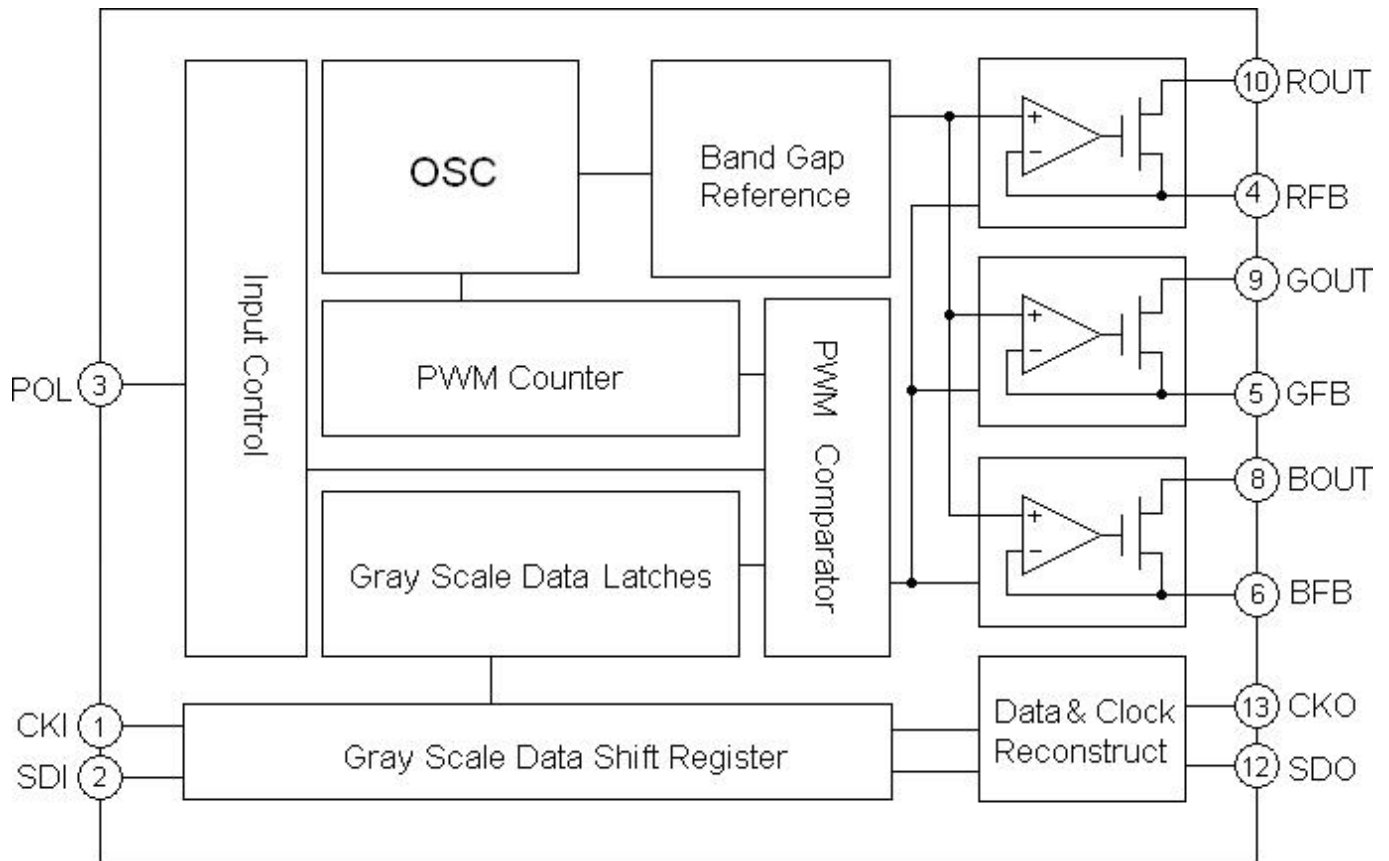 OSC
Band Gap
Reference
+
−
10 ROUT
4 RFB
Input Control
PWM Counter
PWM Comparator
+
−
9 GOUT
5 GFB
POL 3
Gray Scale Data Latches
+
−
8 BOUT
6 BFB
CKI 1
SDI 2
Gray Scale Data Shift Register
Data & Clock
Reconstruct
13 CKO
12 SDO